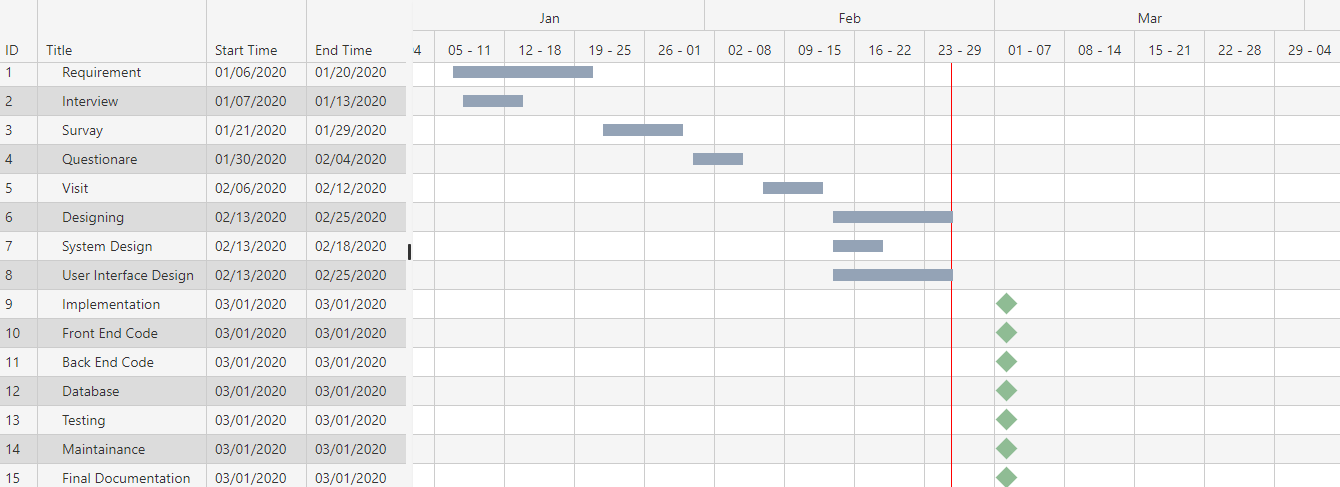 Jan Feb Mar
ID Title Start Time End Time 04 05 - 11 12 - 18 19 - 25 26 - 01 02 - 08 09 - 15 16 - 22 23 - 29 01 - 07 08 - 14 15 - 21 22 - 28 29 - 04
1 Requirement 01/06/2020 01/20/2020
2 Interview 01/07/2020 01/13/2020
3 Survay 01/21/2020 01/29/2020
4 Questionare 01/30/2020 02/04/2020
5 Visit 02/06/2020 02/12/2020
6 Designing 02/13/2020 02/25/2020
7 System Design 02/13/2020 02/18/2020
8 User Interface Design 02/13/2020 02/25/2020
9 Implementation 03/01/2020 03/01/2020
10 Front End Code 03/01/2020 03/01/2020
11 Back End Code 03/01/2020 03/01/2020
12 Database 03/01/2020 03/01/2020
13 Testing 03/01/2020 03/01/2020
14 Maintainance 03/01/2020 03/01/2020
15 Final Documentation 03/01/2020 03/01/2020